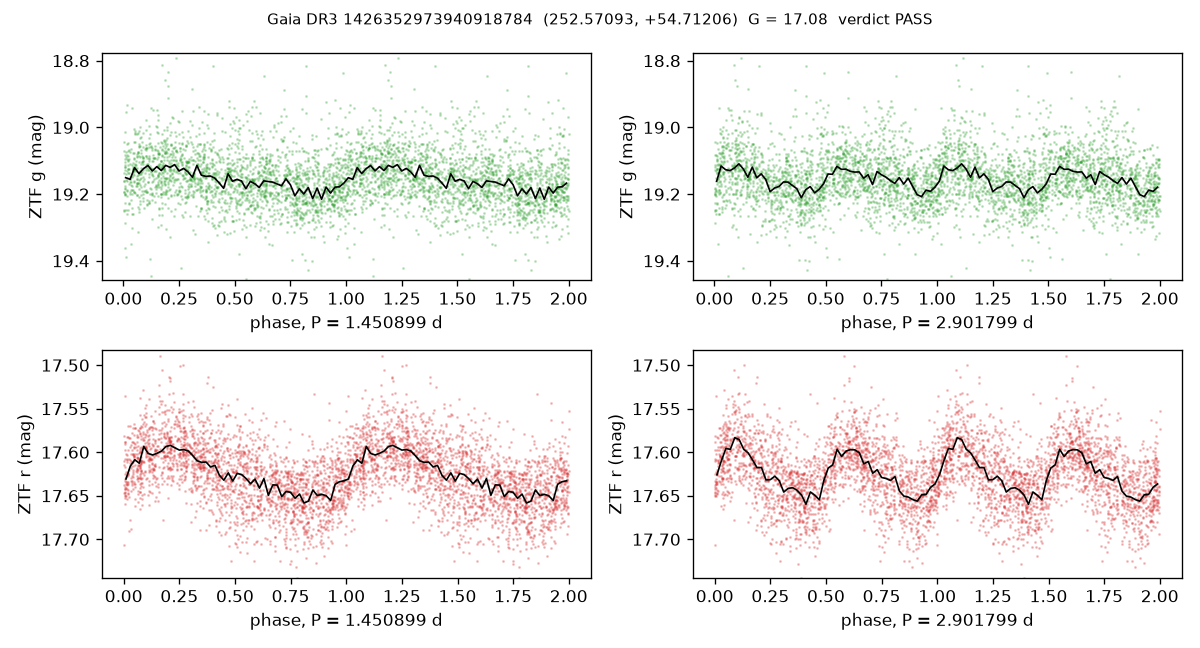 Gaia DR3 1426352973940918784  (252.57093, +54.71206)  G = 17.08  verdict PASS
ZTF g (mag)
18.8
19.0
19.2
19.4
0.00 0.25 0.50 0.75 1.00 1.25 1.50 1.75 2.00
phase, P = 1.450899 d
ZTF g (mag)
18.8
19.0
19.2
19.4
0.00 0.25 0.50 0.75 1.00 1.25 1.50 1.75 2.00
phase, P = 2.901799 d
ZTF r (mag)
17.50
17.55
17.60
17.65
17.70
0.00 0.25 0.50 0.75 1.00 1.25 1.50 1.75 2.00
phase, P = 1.450899 d
ZTF r (mag)
17.50
17.55
17.60
17.65
17.70
0.00 0.25 0.50 0.75 1.00 1.25 1.50 1.75 2.00
phase, P = 2.901799 d